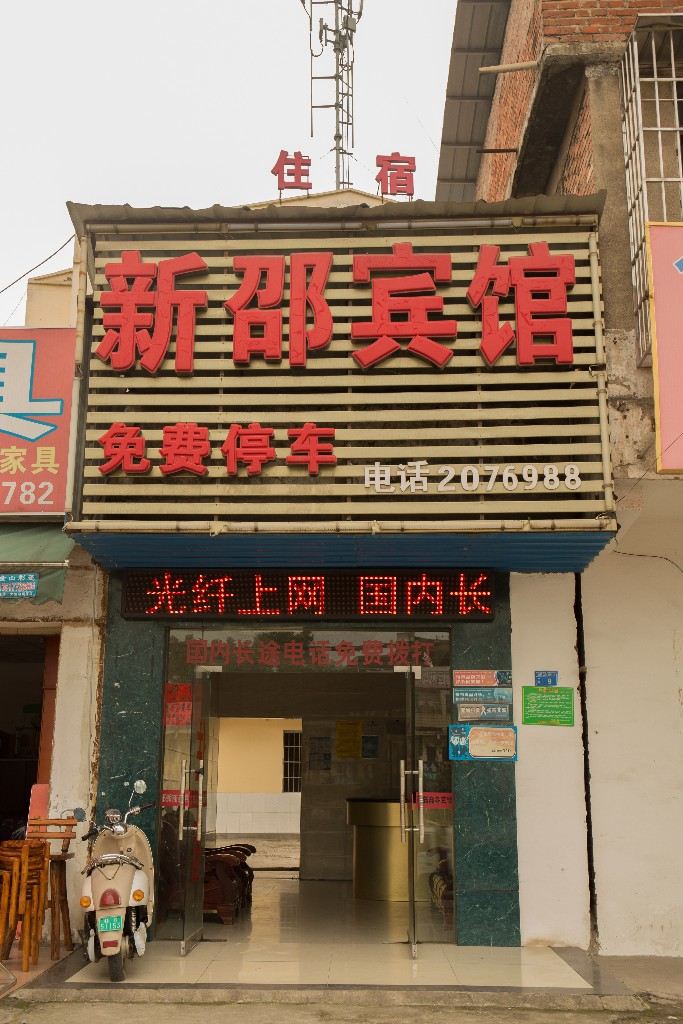 住宿
新邵宾馆
免费停车
电话2076988
具
家具
782
光纤上网 国内长
国内长途电话免费拨打
51153